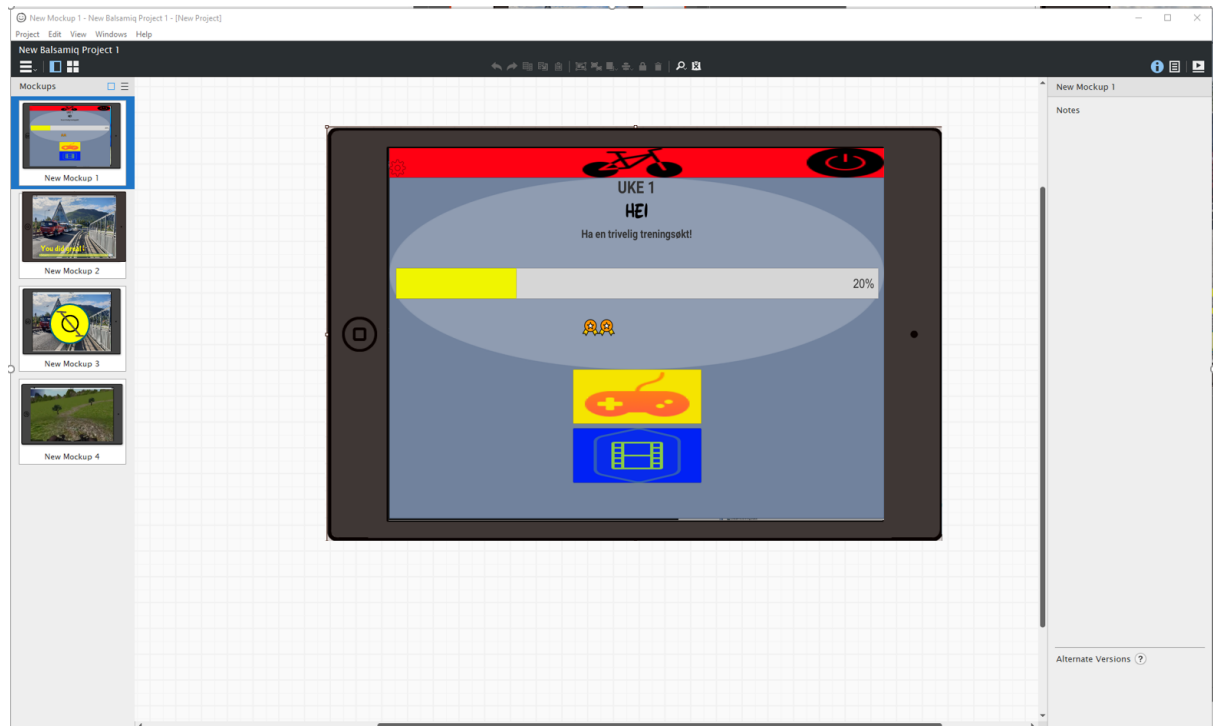 New Mockup 1 - New Balsamiq Project 1 - [New Project]
Project Edit View Windows Help
New Balsamiq Project 1
Mockups
New Mockup 1
You did great!
New Mockup 2
New Mockup 3
New Mockup 4
UKE 1
HEI
Ha en trivelig treningsøkt!
20%
New Mockup 1
Notes
Alternate Versions ?